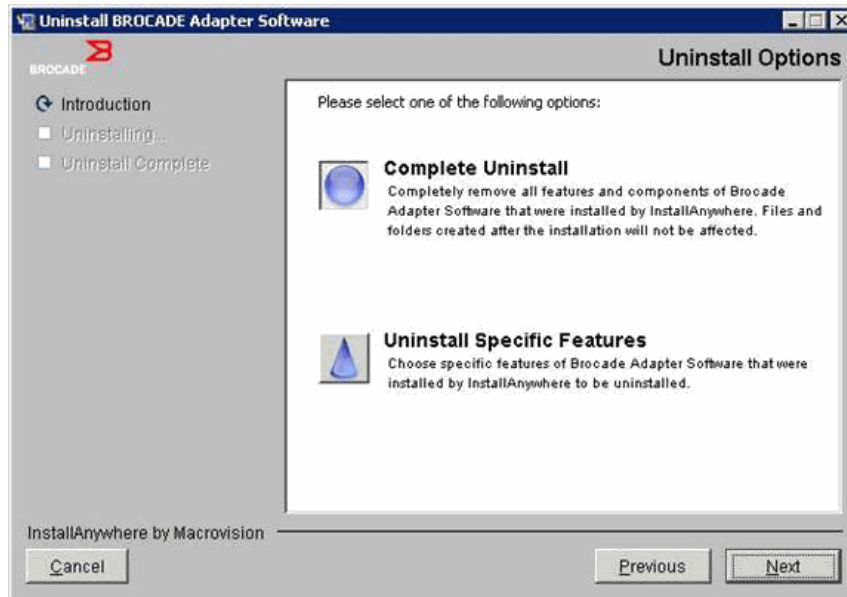 Uninstall BROCADE Adapter Software
BROCADE
Uninstall Options
Introduction
Uninstalling...
Uninstall Complete
Please select one of the following options:
Complete Uninstall
Completely remove all features and components of Brocade
Adapter Software that were installed by InstallAnywhere. Files and
folders created after the installation will not be affected.
Uninstall Specific Features
Choose specific features of Brocade Adapter Software that were
installed by InstallAnywhere to be uninstalled.
InstallAnywhere by Macrovision
Cancel
Previous
Next